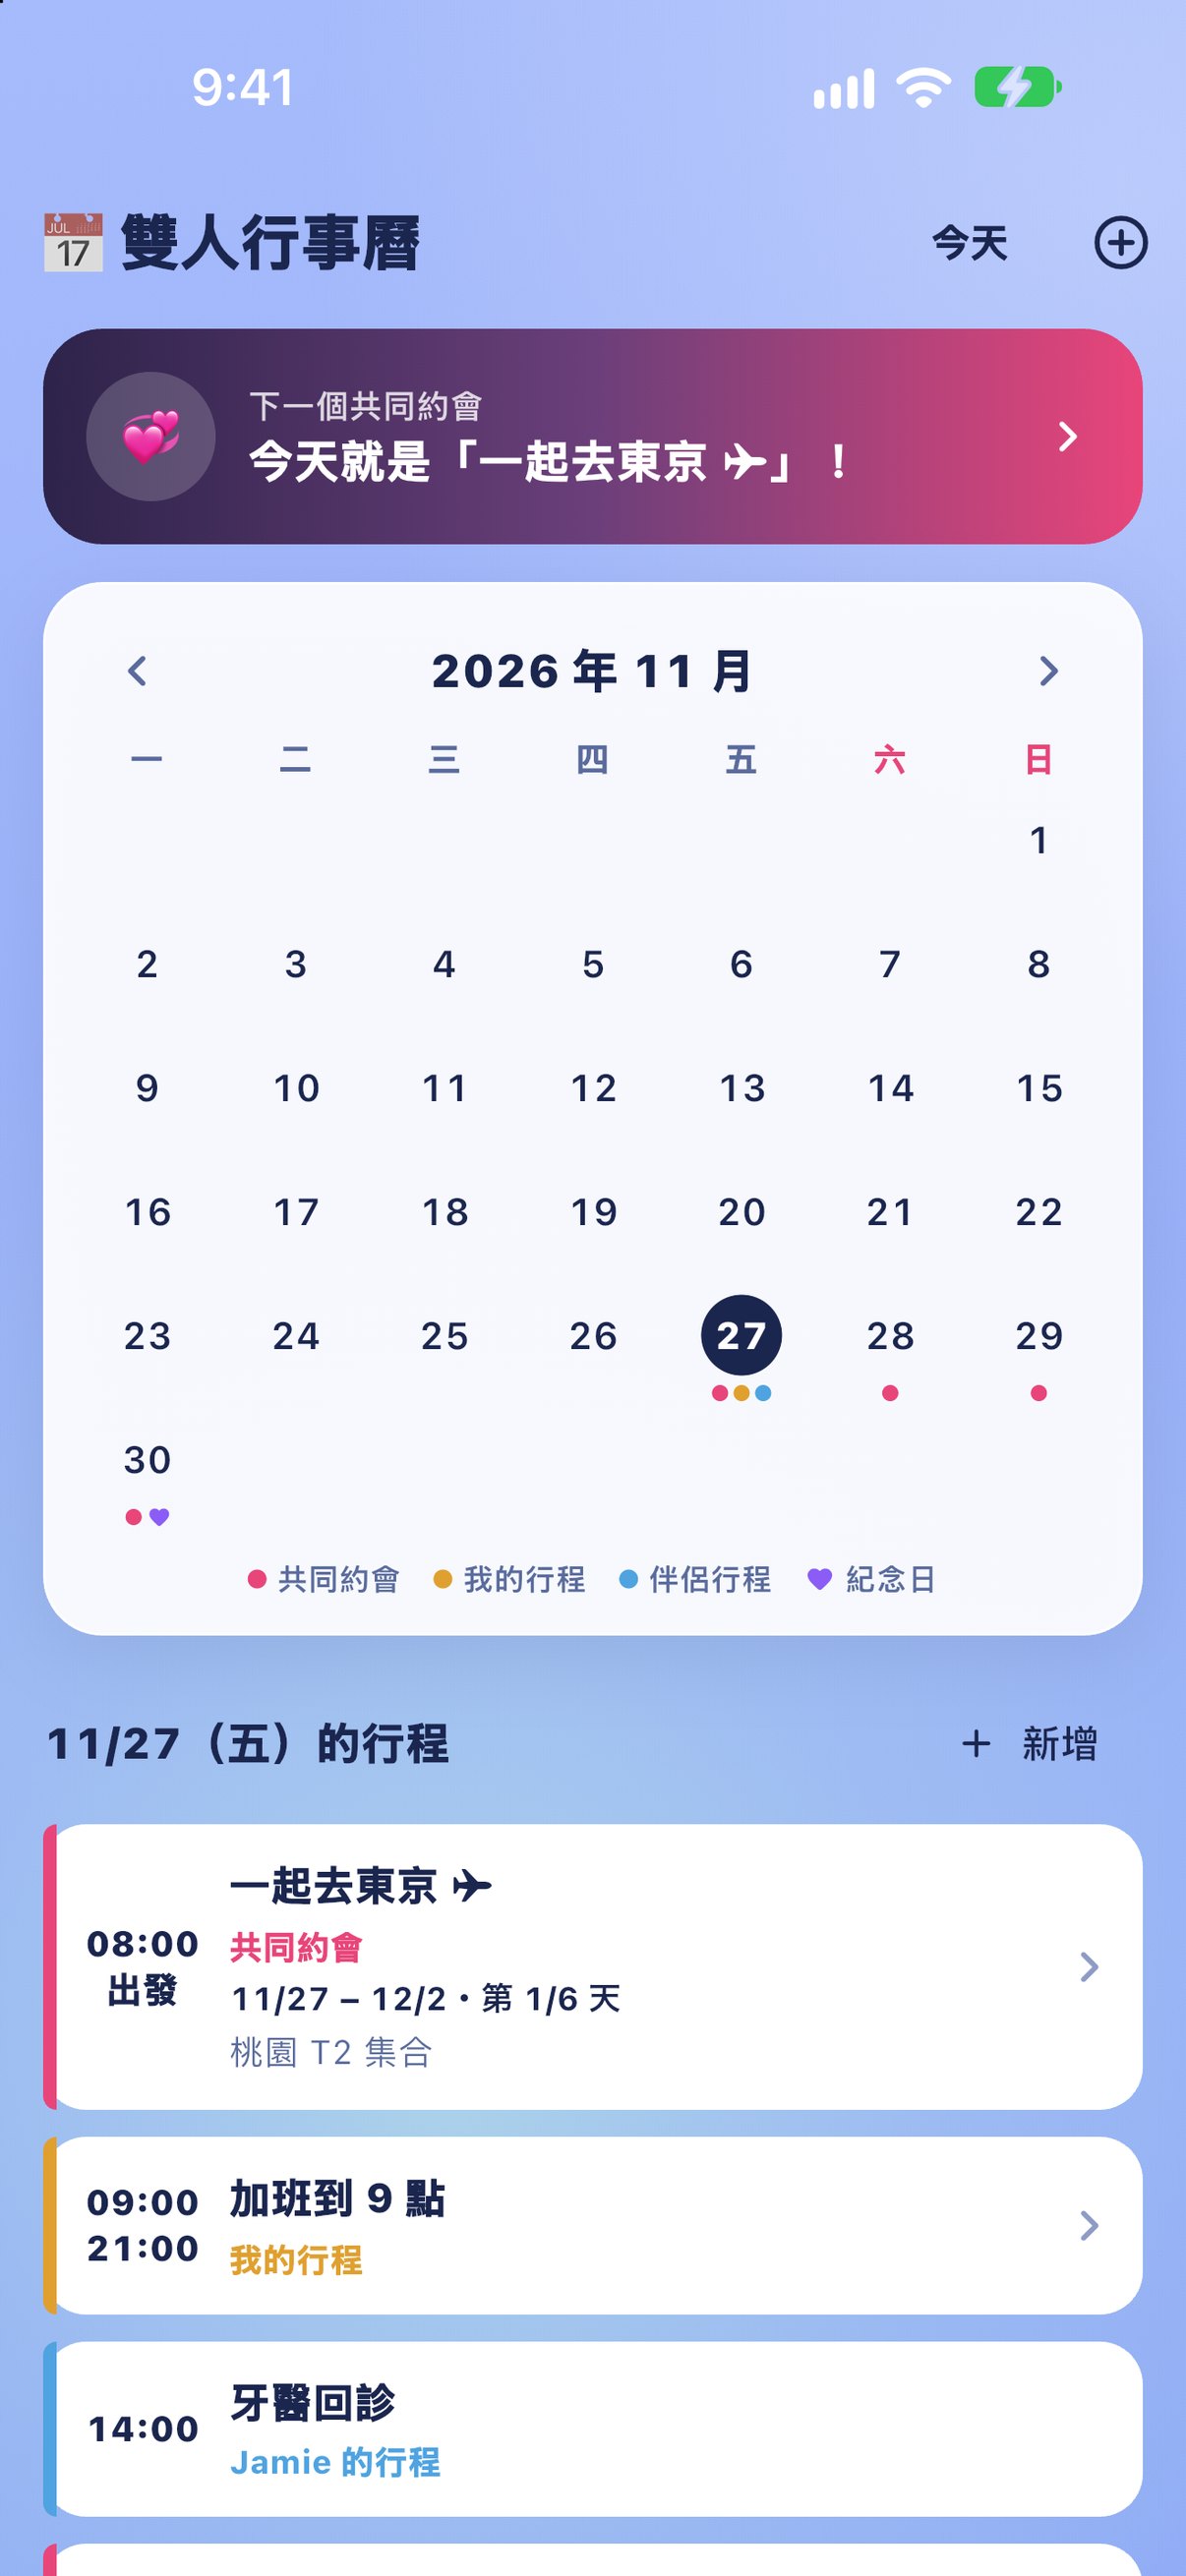 9:41
JUL
17
雙人行事曆
今天
下一個共同約會
今天就是「一起去東京 ✈」！
2026 年 11 月
一 二 三 四 五 六 日
1
2 3 4 5 6 7 8
9 10 11 12 13 14 15
16 17 18 19 20 21 22
23 24 25 26 27 28 29
30
共同約會 我的行程 伴侶行程 紀念日
11/27（五）的行程
+ 新增
08:00
出發
一起去東京 ✈
共同約會
11/27 – 12/2・第 1/6 天
桃園 T2 集合
09:00
21:00
加班到 9 點
我的行程
14:00
牙醫回診
Jamie 的行程